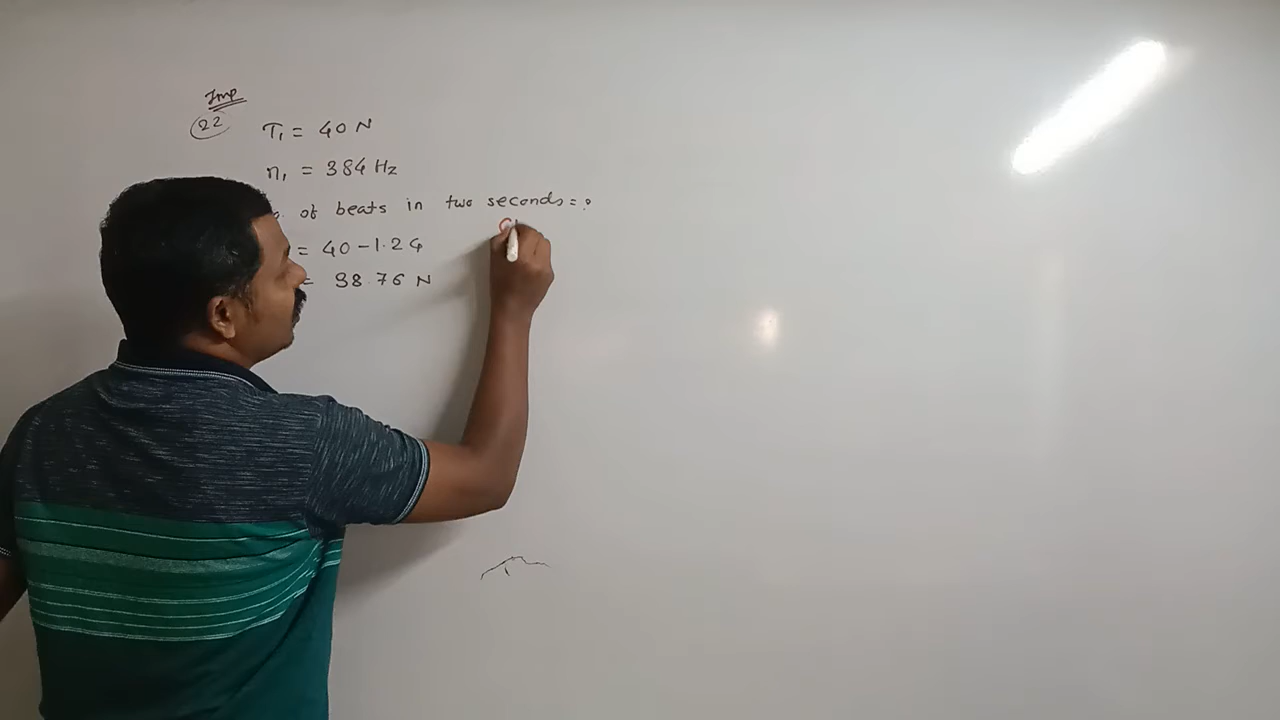 Imp
22
T₁ = 40 N
n₁ = 384 Hz
of beats in two seconds = ?
= 40 - 1.24
= 38.76 N